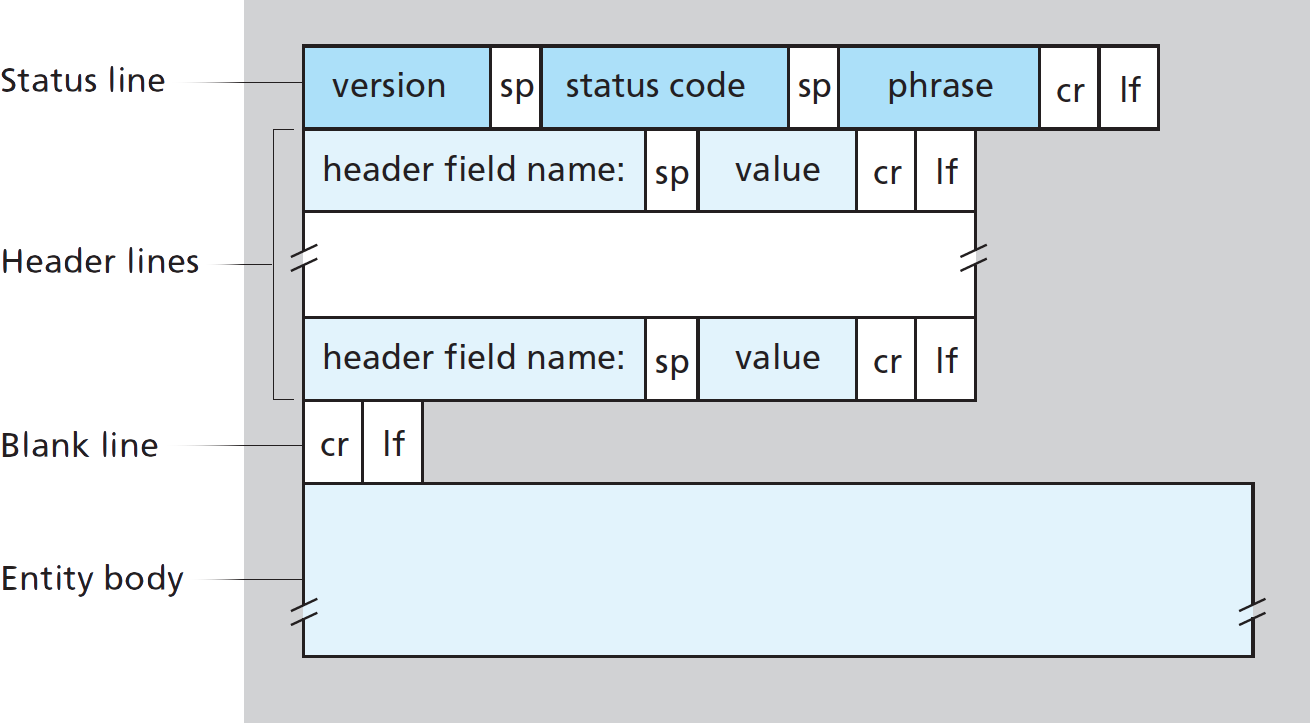 Status line version sp status code sp phrase cr lf
header field name: sp value cr lf
Header lines
header field name: sp value cr lf
Blank line cr lf
Entity body